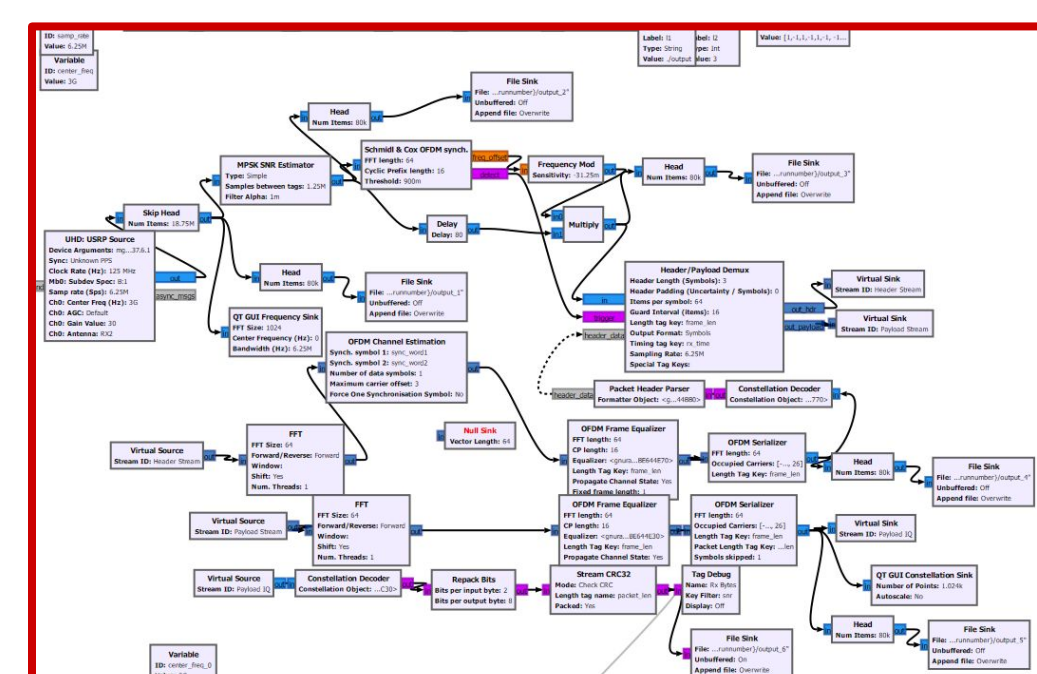 ID: samp_rate
Value: 6.25M
Variable
ID: center_freq
Value: 3G
Label: l1
Type: String
Value: ./output
Value: 3
Head
Num Items: 80k
in
out
File Sink
File: ...runnumber}/output_2"
Unbuffered: Off
Append file: Overwrite
MPSK SNR Estimator
Type: Simple
Samples between tags: 1.25M
Filter Alpha: 1m
Schmidl & Cox OFDM synch.
FFT length: 64
Cyclic Prefix length: 16
Threshold: 900m
freq_offset
detect
Frequency Mod
Sensitivity: -31.25m
Head
Num Items: 80k
File Sink
File: ...runnumber}/output_3"
Unbuffered: Off
Append file: Overwrite
Skip Head
Num Items: 18.75M
Delay
Delay: 80
in0
in1
Multiply
out
UHD: USRP Source
Device Arguments: mg...37.6.1
Sync: Unknown PPS
Clock Rate (Hz): 125 MHz
Mb0: Subdev Spec: B:1
Samp rate (Sps): 6.25M
Ch0: Center Freq (Hz): 3G
Ch0: AGC: Default
Ch0: Gain Value: 30
Ch0: Antenna: RX2
out
async_msgs
Head
Num Items: 80k
File Sink
File: ...runnumber}/output_1"
Unbuffered: Off
Append file: Overwrite
QT GUI Frequency Sink
FFT Size: 1024
Center Frequency (Hz): 0
Bandwidth (Hz): 6.25M
Header/Payload Demux
Header Length (Symbols): 3
Header Padding (Uncertainty / Symbols): 0
Items per symbol: 64
Guard Interval (items): 16
Length tag key: frame_len
Output Format: Symbols
Timing tag key: rx_time
Sampling Rate: 6.25M
Special Tag Keys:
in
trigger
header_data
out_hdr
out_payload
Virtual Sink
Stream ID: Header Stream
Virtual Sink
Stream ID: Payload Stream
OFDM Channel Estimation
Synch. symbol 1: sync_word1
Synch. symbol 2: sync_word2
Number of data symbols: 1
Maximum carrier offset: 3
Force One Synchronisation Symbol: No
header_data
Packet Header Parser
Formatter Object: <g...44880>
Constellation Decoder
Constellation Object: ...770>
Null Sink
Vector Length: 64
Virtual Source
Stream ID: Header Stream
FFT
FFT Size: 64
Forward/Reverse: Forward
Window:
Shift: Yes
Num. Threads: 1
OFDM Frame Equalizer
FFT length: 64
CP length: 16
Equalizer: <gnura...BE644E70>
Length Tag Key: frame_len
Propagate Channel State: Yes
Fixed frame length: 1
OFDM Serializer
FFT length: 64
Occupied Carriers: [-..., 26]
Length Tag Key: frame_len
Head
Num Items: 80k
File Sink
File: ...runnumber}/output_4"
Unbuffered: Off
Append file: Overwrite
Virtual Source
Stream ID: Payload Stream
FFT
FFT Size: 64
Forward/Reverse: Forward
Window:
Shift: Yes
Num. Threads: 1
OFDM Frame Equalizer
FFT length: 64
CP length: 16
Equalizer: <gnura...BE644E30>
Length Tag Key: frame_len
Propagate Channel State: Yes
OFDM Serializer
FFT length: 64
Occupied Carriers: [-..., 26]
Length Tag Key: frame_len
Packet Length Tag Key: ...len
Symbols skipped: 1
Virtual Sink
Stream ID: Payload IQ
Virtual Source
Stream ID: Payload IQ
Constellation Decoder
Constellation Object: ...C30>
Repack Bits
Bits per input byte: 2
Bits per output byte: 8
Stream CRC32
Mode: Check CRC
Length tag name: packet_len
Packed: Yes
Tag Debug
Name: Rx Bytes
Key Filter: snr
Display: Off
QT GUI Constellation Sink
Number of Points: 1.024k
Autoscale: No
Head
Num Items: 80k
File Sink
File: ...runnumber}/output_5"
Unbuffered: Off
Append file: Overwrite
File Sink
File: ...runnumber}/output_6"
Unbuffered: On
Append file: Overwrite
Variable
ID: center_freq_0